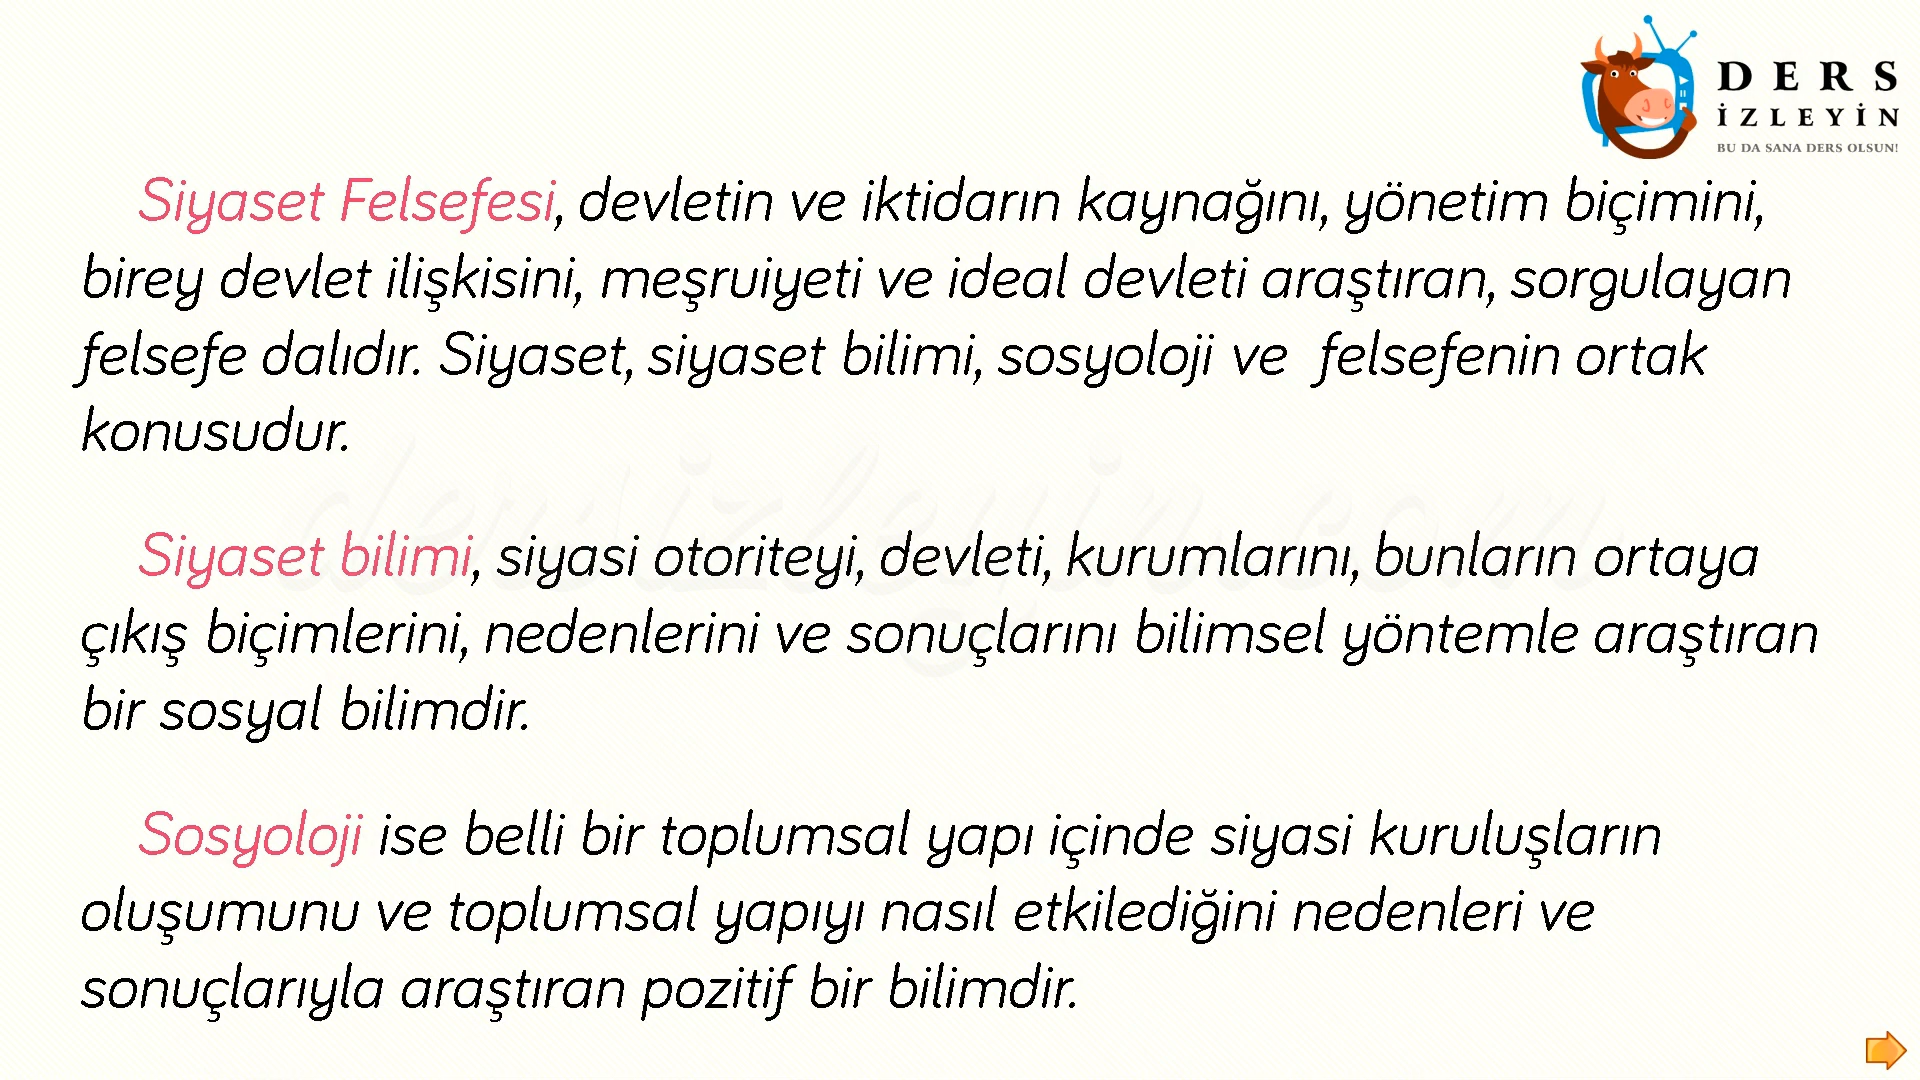 DERS
İZLEYİN
BU DA SANA DERS OLSUN!
Siyaset Felsefesi, devletin ve iktidarın kaynağını, yönetim biçimini,
birey devlet ilişkisini, meşruiyeti ve ideal devleti araştıran, sorgulayan
felsefe dalıdır. Siyaset, siyaset bilimi, sosyoloji ve felsefenin ortak
konusudur.
dersizleyin.com
Siyaset bilimi, siyasi otoriteyi, devleti, kurumlarını, bunların ortaya
çıkış biçimlerini, nedenlerini ve sonuçlarını bilimsel yöntemle araştıran
bir sosyal bilimdir.
Sosyoloji ise belli bir toplumsal yapı içinde siyasi kuruluşların
oluşumunu ve toplumsal yapıyı nasıl etkilediğini nedenleri ve
sonuçlarıyla araştıran pozitif bir bilimdir.